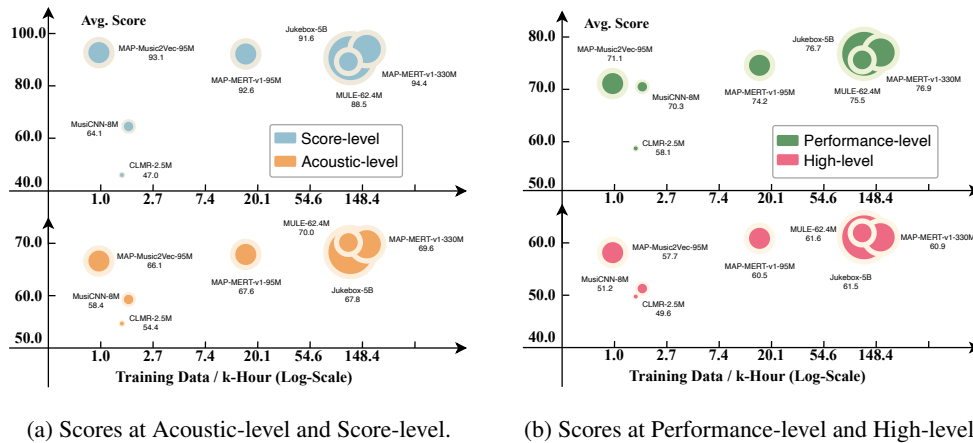 Avg. Score
100.0
80.0
60.0
40.0
MAP-Music2Vec-95M
93.1
MusiCNN-8M
64.1
CLMR-2.5M
47.0
MAP-MERT-v1-95M
92.6
Jukebox-5B
91.6
MAP-MERT-v1-330M
94.4
MULE-62.4M
88.5
Score-level
Acoustic-level
1.0 2.7 7.4 20.1 54.6 148.4
70.0
60.0
50.0
MAP-Music2Vec-95M
66.1
MusiCNN-8M
58.4
CLMR-2.5M
54.4
MAP-MERT-v1-95M
67.6
MULE-62.4M
70.0
MAP-MERT-v1-330M
69.6
Jukebox-5B
67.8
1.0 2.7 7.4 20.1 54.6 148.4
Training Data / k-Hour (Log-Scale)
(a) Scores at Acoustic-level and Score-level.
Avg. Score
80.0
70.0
60.0
50.0
MAP-Music2Vec-95M
71.1
MusiCNN-8M
70.3
CLMR-2.5M
58.1
MAP-MERT-v1-95M
74.2
Jukebox-5B
76.7
MAP-MERT-v1-330M
76.9
MULE-62.4M
75.5
Performance-level
High-level
1.0 2.7 7.4 20.1 54.6 148.4
60.0
50.0
40.0
MAP-Music2Vec-95M
57.7
MusiCNN-8M
51.2
CLMR-2.5M
49.6
MAP-MERT-v1-95M
60.5
MULE-62.4M
61.6
MAP-MERT-v1-330M
60.9
Jukebox-5B
61.5
1.0 2.7 7.4 20.1 54.6 148.4
Training Data / k-Hour (Log-Scale)
(b) Scores at Performance-level and High-level